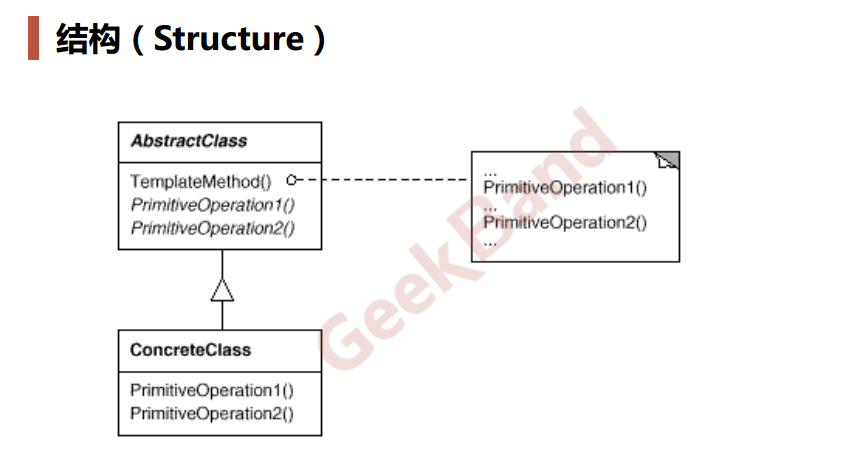 结构（Structure）
AbstractClass
TemplateMethod()
PrimitiveOperation1()
PrimitiveOperation2()
...
PrimitiveOperation1()
...
PrimitiveOperation2()
...
ConcreteClass
PrimitiveOperation1()
PrimitiveOperation2()
GeekBand